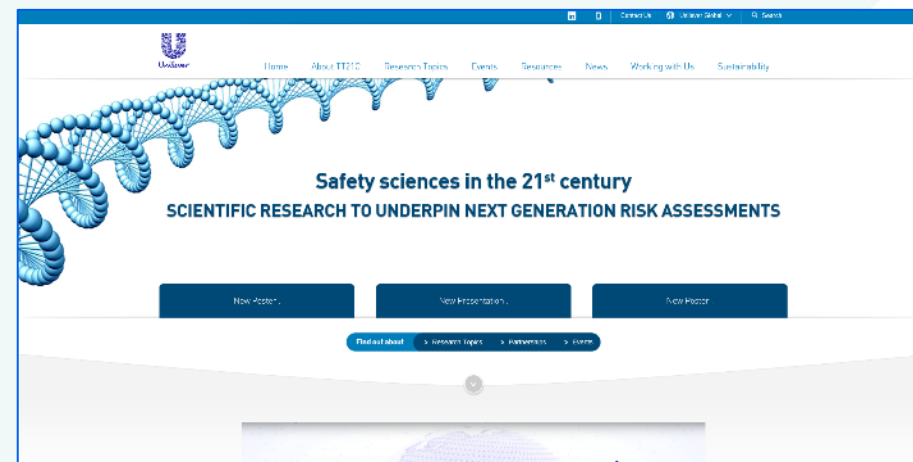 in Contact Us Unilever Global Search
Unilever
Home About TT21C Research Topics Events Resources News Working with Us Sustainability
Safety sciences in the 21st century
SCIENTIFIC RESEARCH TO UNDERPIN NEXT GENERATION RISK ASSESSMENTS
New Poster... New Presentation... New Poster
Find out about > Research Topics > Partnerships > Events